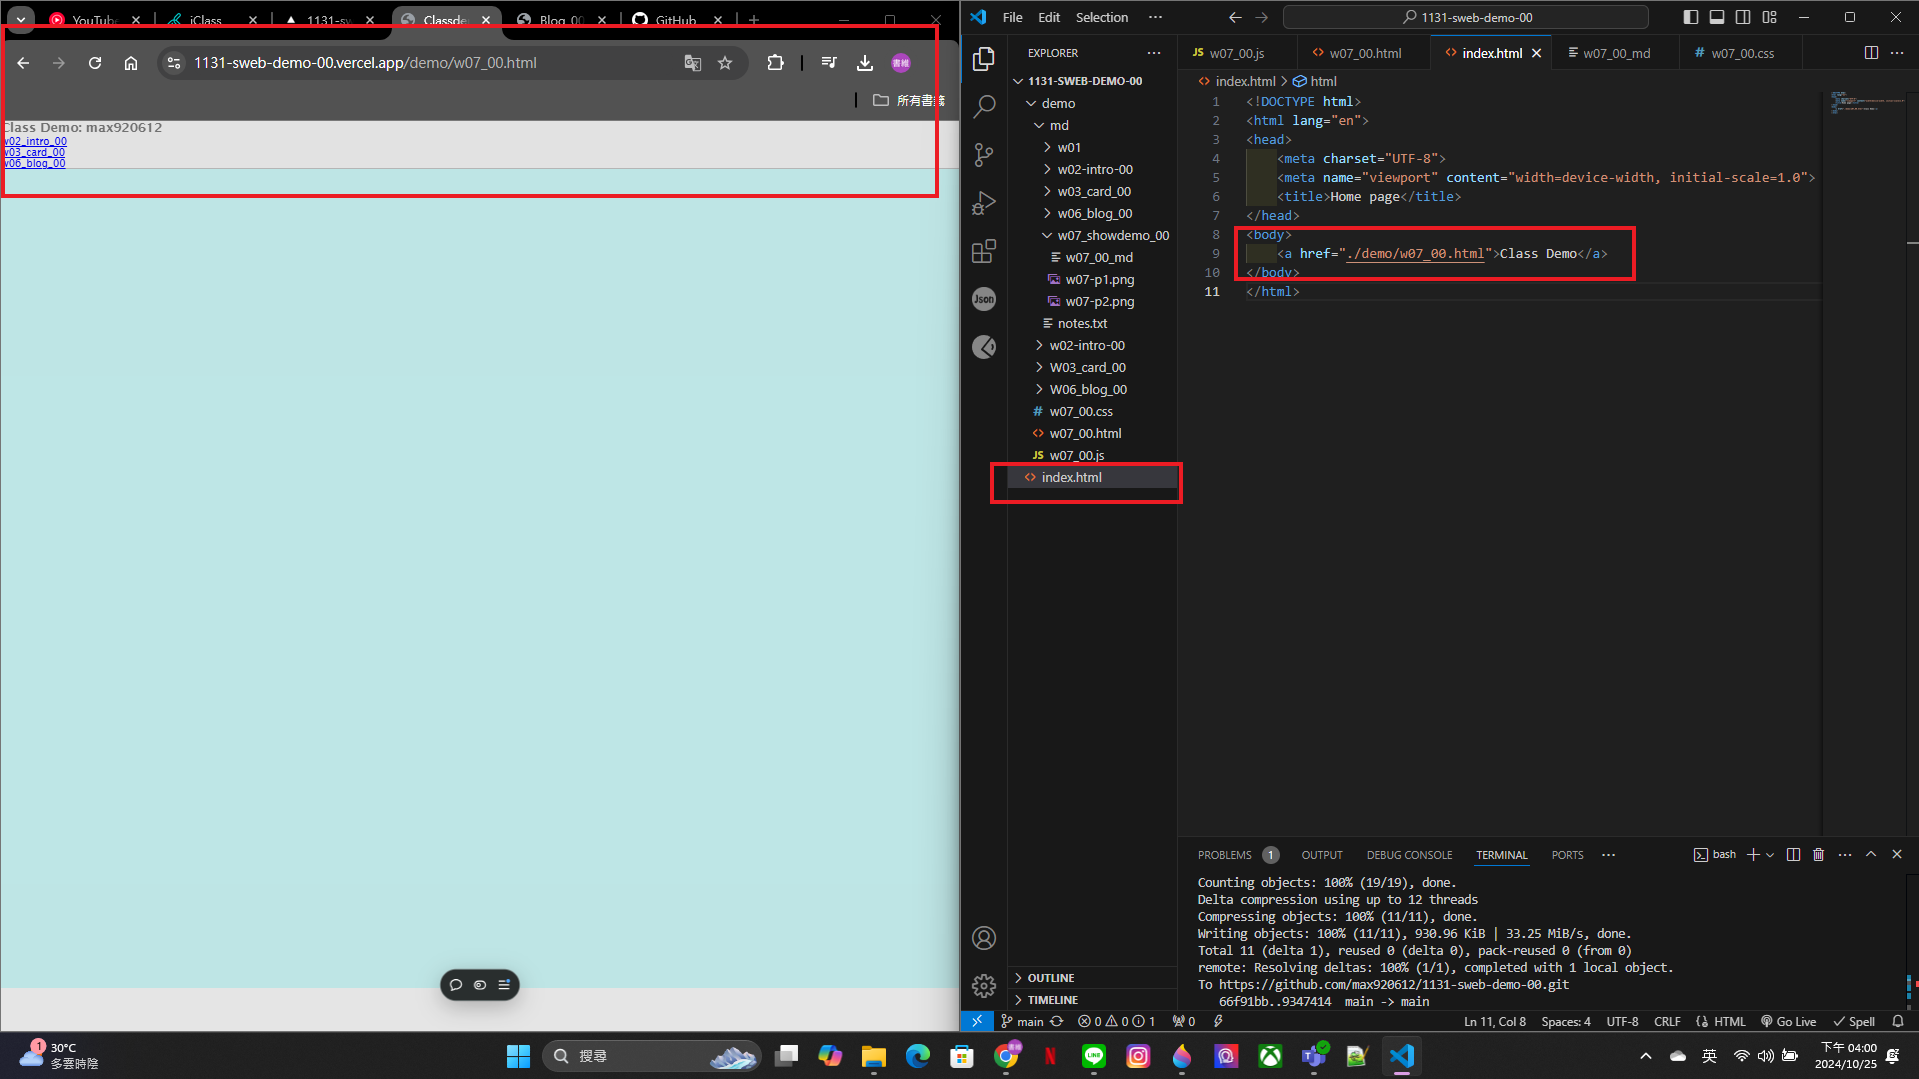 YouTube
iClass
1131-sw
Classde
Blog_00
GitHub
1131-sweb-demo-00.vercel.app/demo/w07_00.html
書維
所有書籤
Class Demo: max920612
w02_intro_00
w03_card_00
w06_blog_00
File Edit Selection ···
1131-sweb-demo-00
EXPLORER ···
1131-SWEB-DEMO-00
demo
md
w01
w02-intro-00
w03_card_00
w06_blog_00
w07_showdemo_00
w07_00_md
w07-p1.png
w07-p2.png
notes.txt
w02-intro-00
W03_card_00
W06_blog_00
# w07_00.css
<> w07_00.html
JS w07_00.js
<> index.html
OUTLINE
TIMELINE
Json
JS w07_00.js
<> w07_00.html
<> index.html
w07_00_md
# w07_00.css
<> index.html > html
1 <!DOCTYPE html>
2 <html lang="en">
3 <head>
4 <meta charset="UTF-8">
5 <meta name="viewport" content="width=device-width, initial-scale=1.0">
6 <title>Home page</title>
7 </head>
8 <body>
9 <a href="./demo/w07_00.html">Class Demo</a>
10 </body>
11 </html>
PROBLEMS 1 OUTPUT DEBUG CONSOLE TERMINAL PORTS ··· bash
Counting objects: 100% (19/19), done.
Delta compression using up to 12 threads
Compressing objects: 100% (11/11), done.
Writing objects: 100% (11/11), 930.96 KiB | 33.25 MiB/s, done.
Total 11 (delta 1), reused 0 (delta 0), pack-reused 0 (from 0)
remote: Resolving deltas: 100% (1/1), completed with 1 local object.
To https://github.com/max920612/1131-sweb-demo-00.git
66f91bb..9347414 main -> main
main 0 0 1 0 Ln 11, Col 8 Spaces: 4 UTF-8 CRLF HTML Go Live Spell
1
30°C
多雲時陰
搜尋
書維
LINE
英
下午 04:00
2024/10/25